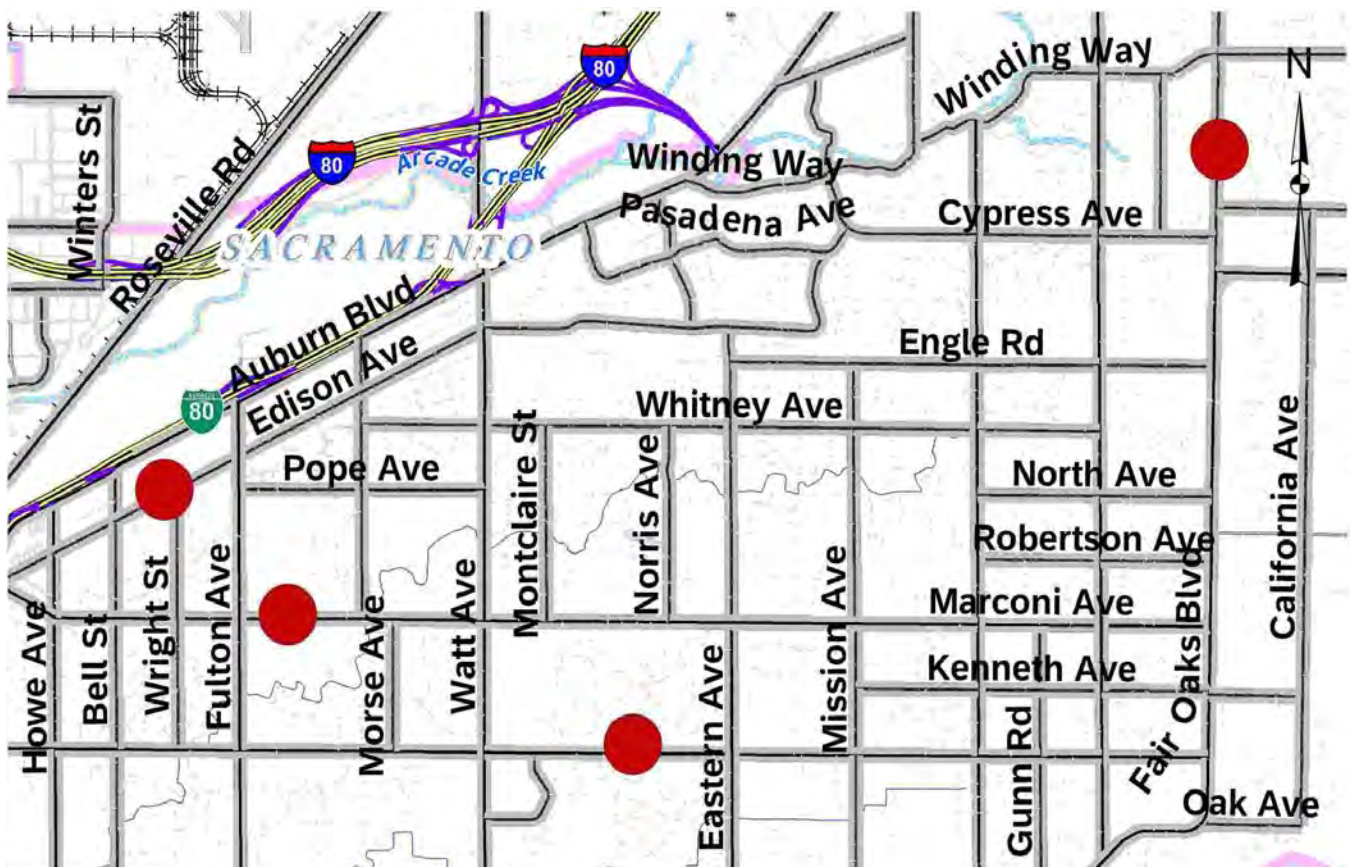 80
Winding Way
N
Winters St
80
Roseville Rd
Arcade Creek
Winding Way
Pasadena Ave
Cypress Ave
SACRAMENTO
Auburn Blvd
Edison Ave
Engle Rd
80
Whitney Ave
California Ave
Pope Ave
Montclaire St
Norris Ave
North Ave
Robertson Ave
Howe Ave
Bell St
Wright St
Fulton Ave
Morse Ave
Watt Ave
Mission Ave
Marconi Ave
Fair Oaks Blvd
Kenneth Ave
Eastern Ave
Gunn Rd
Oak Ave